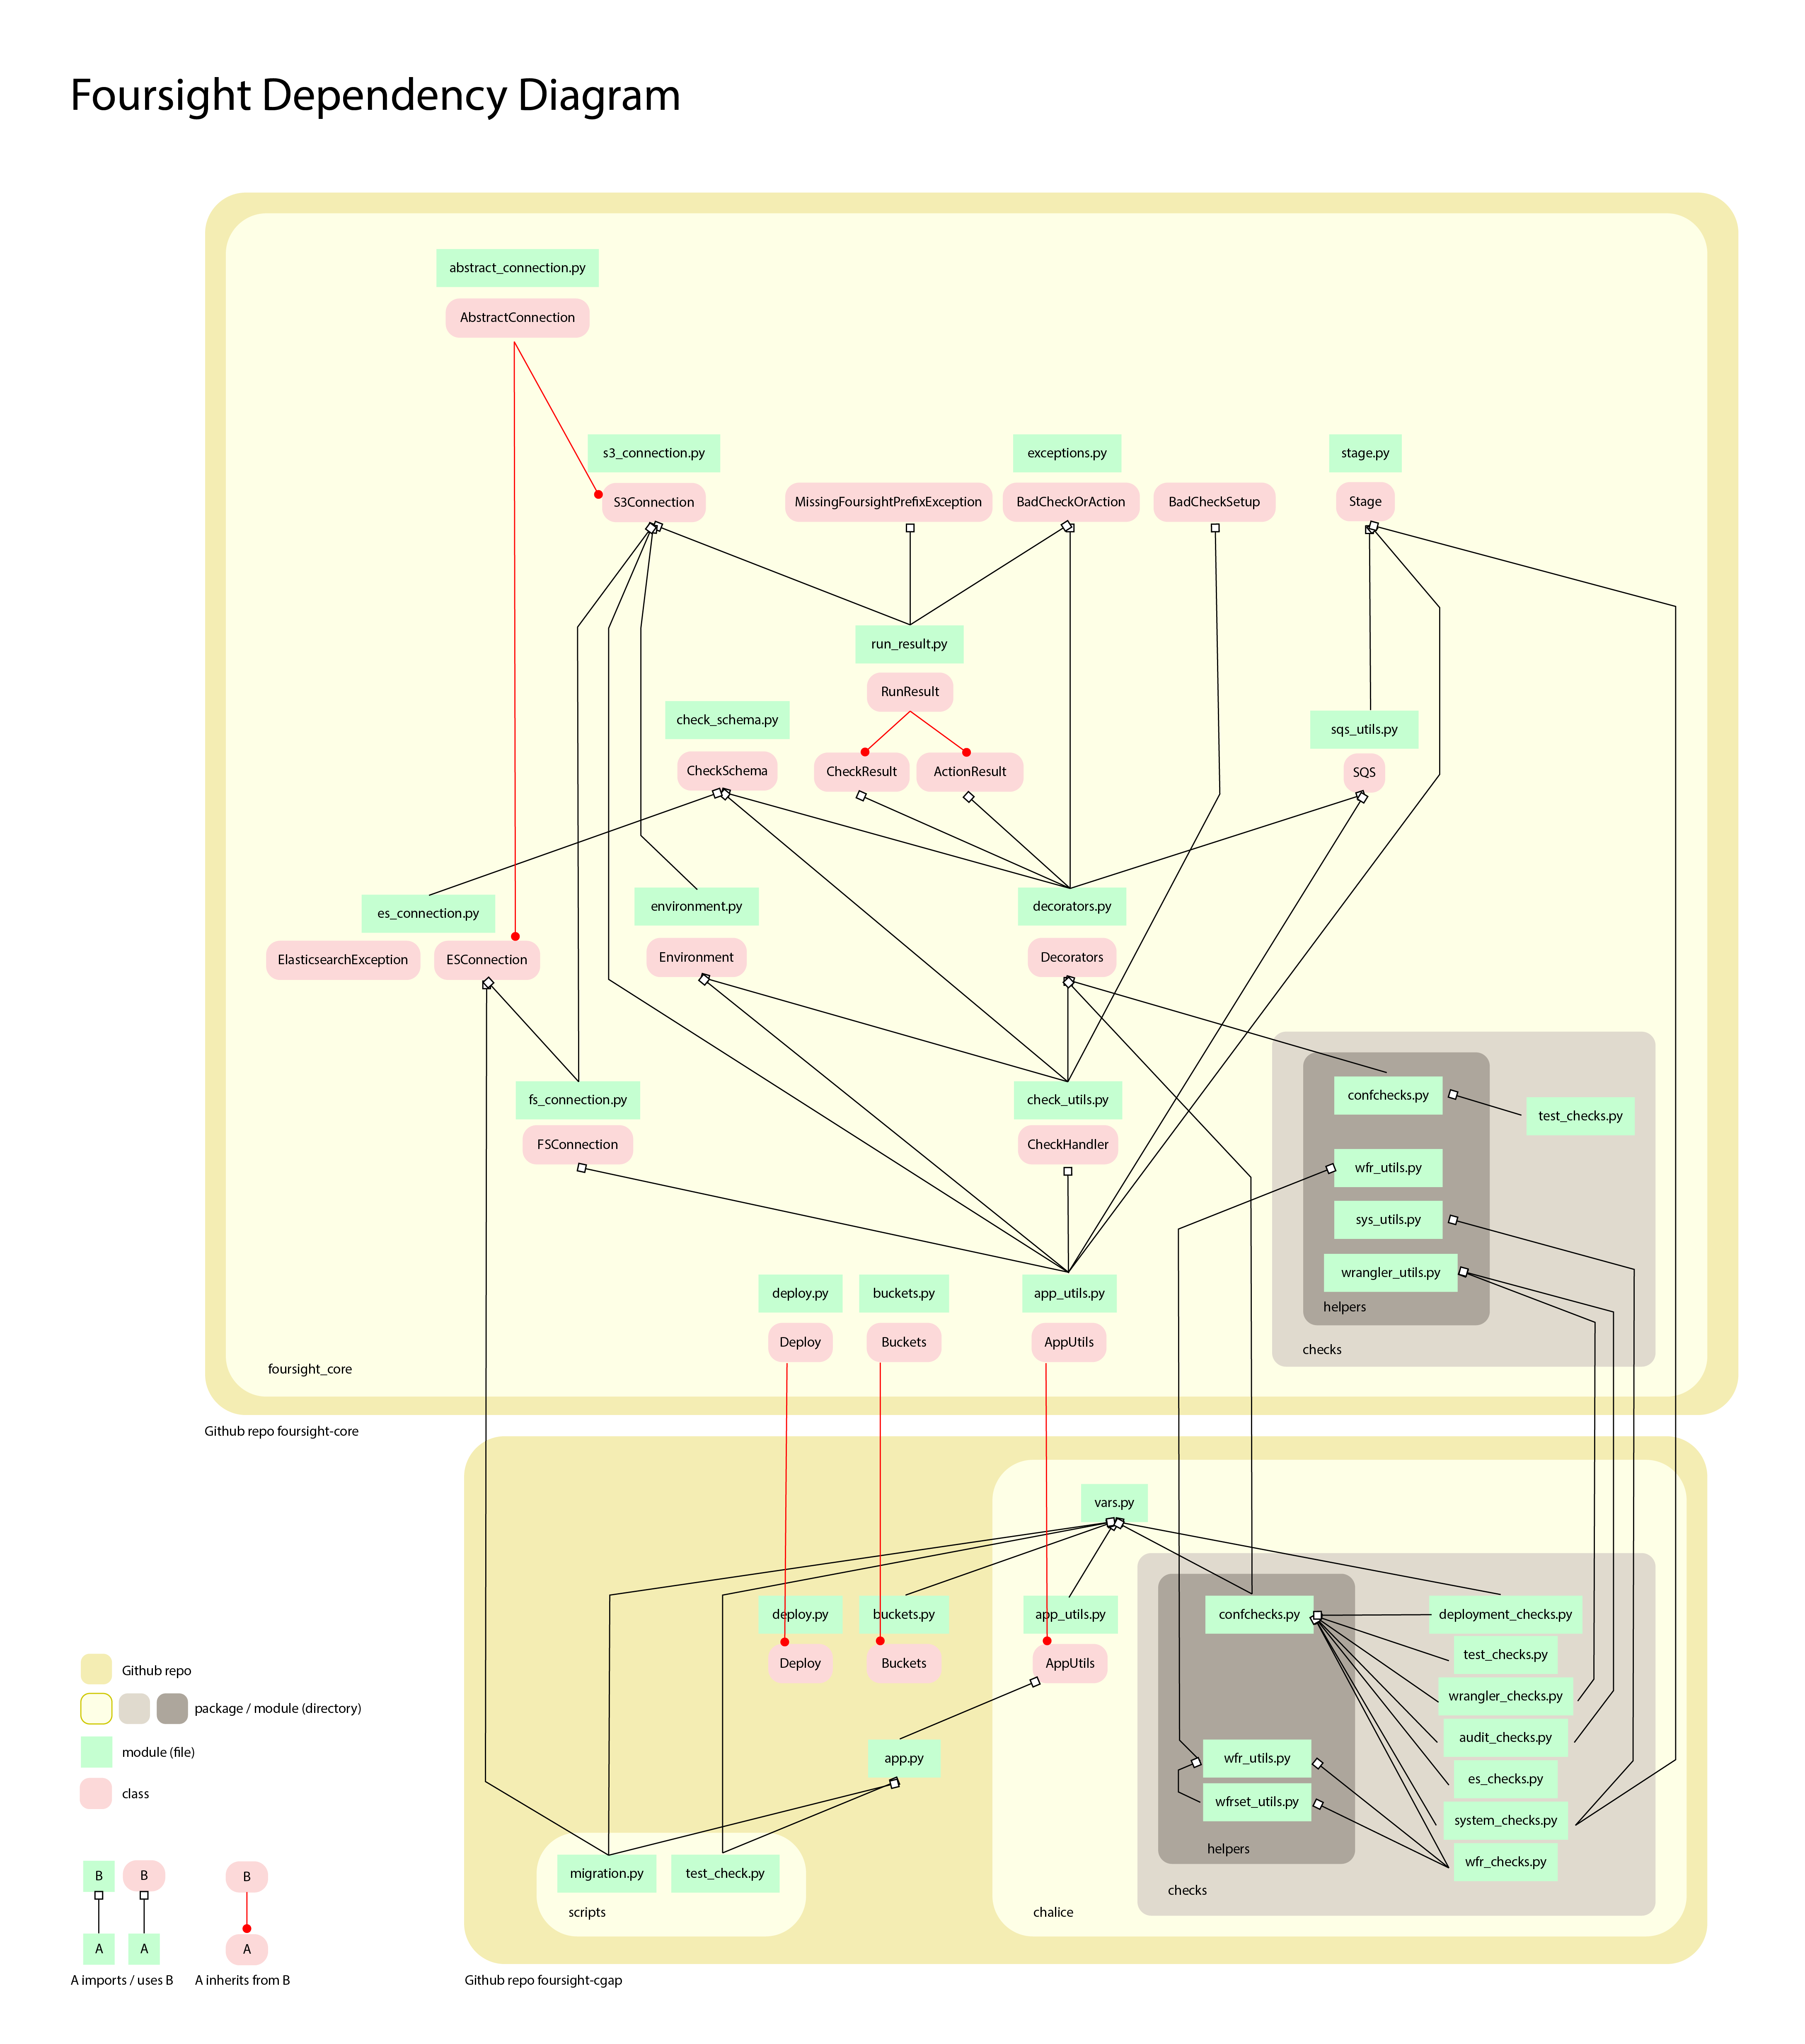 Foursight Dependency Diagram
abstract_connection.py
AbstractConnection
s3_connection.py
exceptions.py
stage.py
S3Connection
MissingFoursightPrefixException
BadCheckOrAction
BadCheckSetup
Stage
run_result.py
RunResult
check_schema.py
sqs_utils.py
CheckSchema
CheckResult
ActionResult
SQS
es_connection.py
environment.py
decorators.py
ElasticsearchException
ESConnection
Environment
Decorators
fs_connection.py
check_utils.py
confchecks.py
test_checks.py
FSConnection
CheckHandler
wfr_utils.py
sys_utils.py
wrangler_utils.py
helpers
checks
deploy.py
buckets.py
app_utils.py
Deploy
Buckets
AppUtils
foursight_core
Github repo foursight-core
vars.py
deploy.py
buckets.py
app_utils.py
confchecks.py
deployment_checks.py
Deploy
Buckets
AppUtils
test_checks.py
wrangler_checks.py
audit_checks.py
app.py
wfr_utils.py
es_checks.py
wfrset_utils.py
system_checks.py
helpers
wfr_checks.py
migration.py
test_check.py
checks
scripts
chalice
Github repo foursight-cgap
Github repo
package / module (directory)
module (file)
class
B
B
B
A
A
A
A imports / uses B
A inherits from B